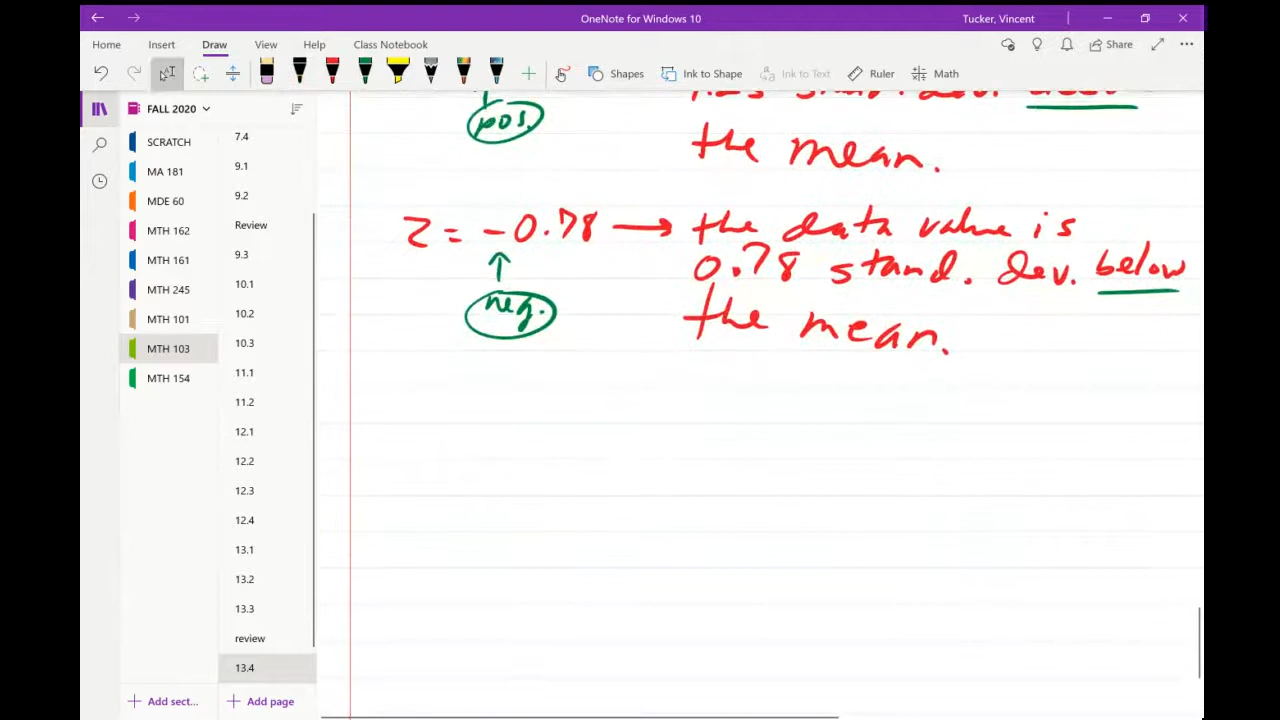 OneNote for Windows 10
Tucker, Vincent
Home Insert Draw View Help Class Notebook
Share
Shapes Ink to Shape Ink to Text Ruler Math
FALL 2020
SCRATCH
MA 181
MDE 60
MTH 162
MTH 161
MTH 245
MTH 101
MTH 103
MTH 154
Add sect...
7.4
9.1
9.2
Review
9.3
10.1
10.2
10.3
11.1
11.2
12.1
12.2
12.3
12.4
13.1
13.2
13.3
review
13.4
Add page
stand. dev.
pos.
the mean.
z = -0.78 → the data value is
0.78 stand. dev. below
neg.
the mean.